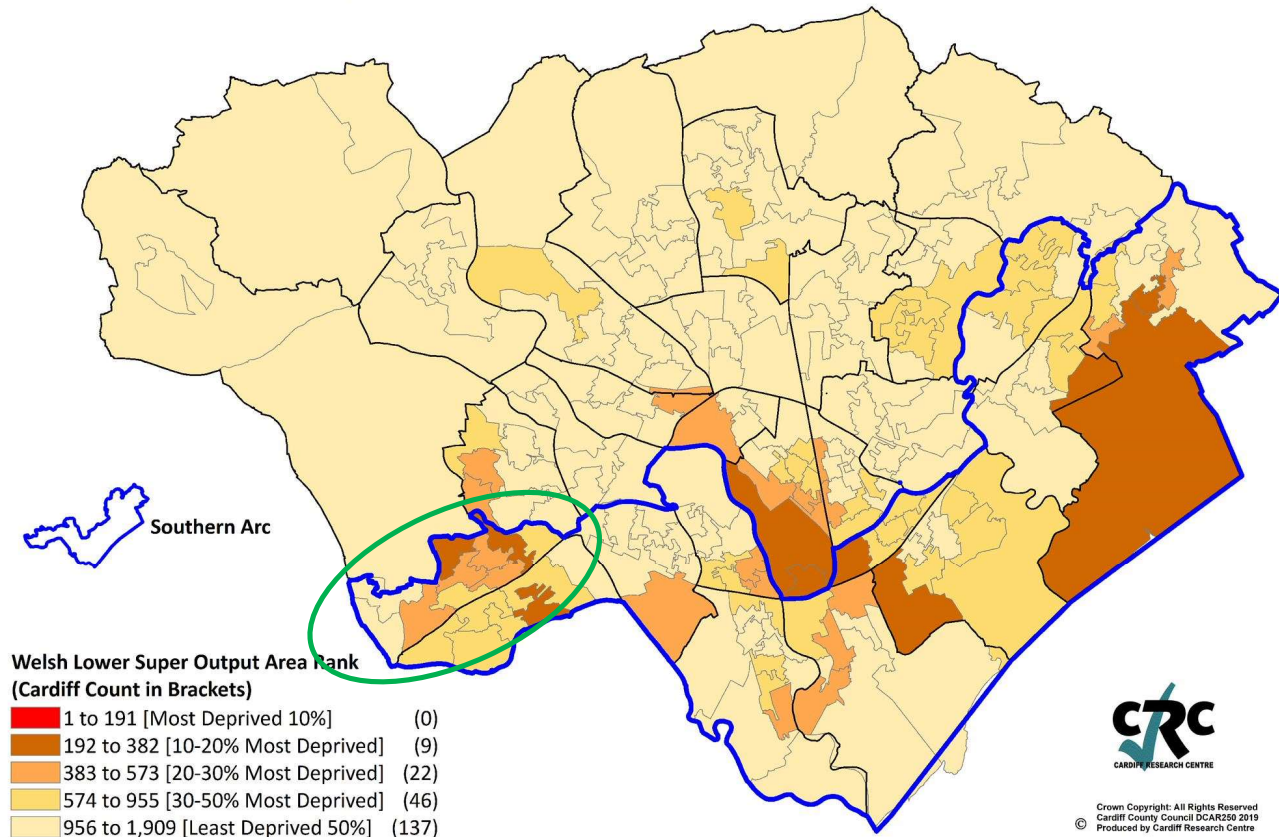 Southern Arc
Welsh Lower Super Output Area Rank
(Cardiff Count in Brackets)
1 to 191 [Most Deprived 10%] (0)
192 to 382 [10-20% Most Deprived] (9)
383 to 573 [20-30% Most Deprived] (22)
574 to 955 [30-50% Most Deprived] (46)
956 to 1,909 [Least Deprived 50%] (137)
CRC
CARDIFF RESEARCH CENTRE
Crown Copyright: All Rights Reserved
Cardiff County Council DCAR250 2019
© Produced by Cardiff Research Centre